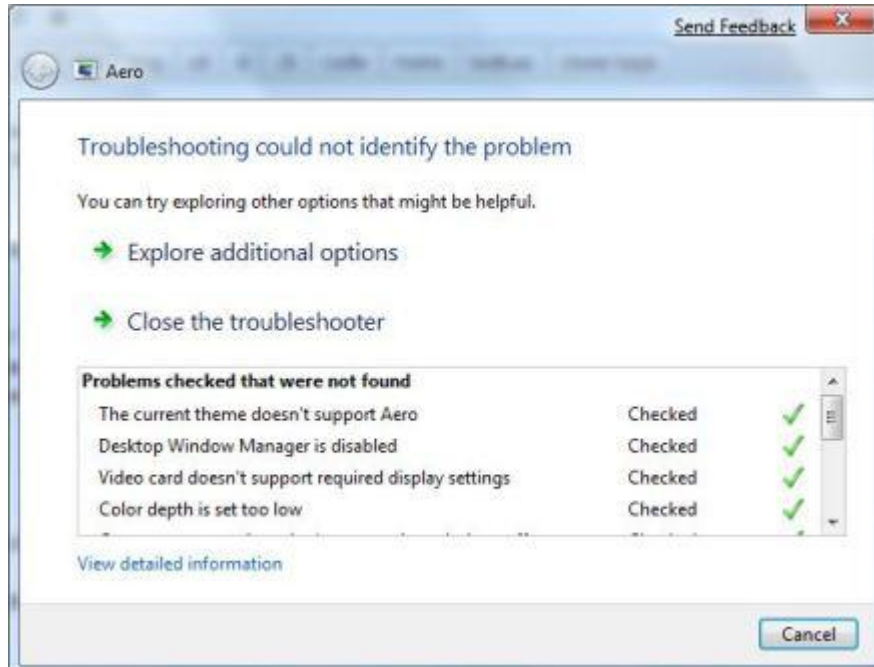 Send Feedback
Aero
Troubleshooting could not identify the problem
You can try exploring other options that might be helpful.
Explore additional options
Close the troubleshooter
Problems checked that were not found
The current theme doesn't support Aero Checked
Desktop Window Manager is disabled Checked
Video card doesn't support required display settings Checked
Color depth is set too low Checked
View detailed information
Cancel